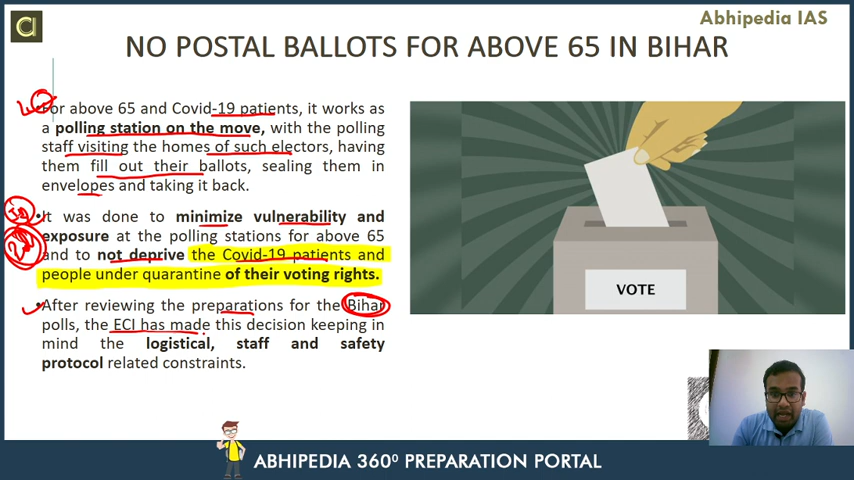 Abhipedia IAS
NO POSTAL BALLOTS FOR ABOVE 65 IN BIHAR
For above 65 and Covid-19 patients, it works as
a polling station on the move, with the polling
staff visiting the homes of such electors, having
them fill out their ballots, sealing them in
envelopes and taking it back.
It was done to minimize vulnerability and
exposure at the polling stations for above 65
and to not deprive the Covid-19 patients and
people under quarantine of their voting rights.
After reviewing the preparations for the Bihar
polls, the ECI has made this decision keeping in
mind the logistical, staff and safety
protocol related constraints.
VOTE
ABHIPEDIA 360⁰ PREPARATION PORTAL